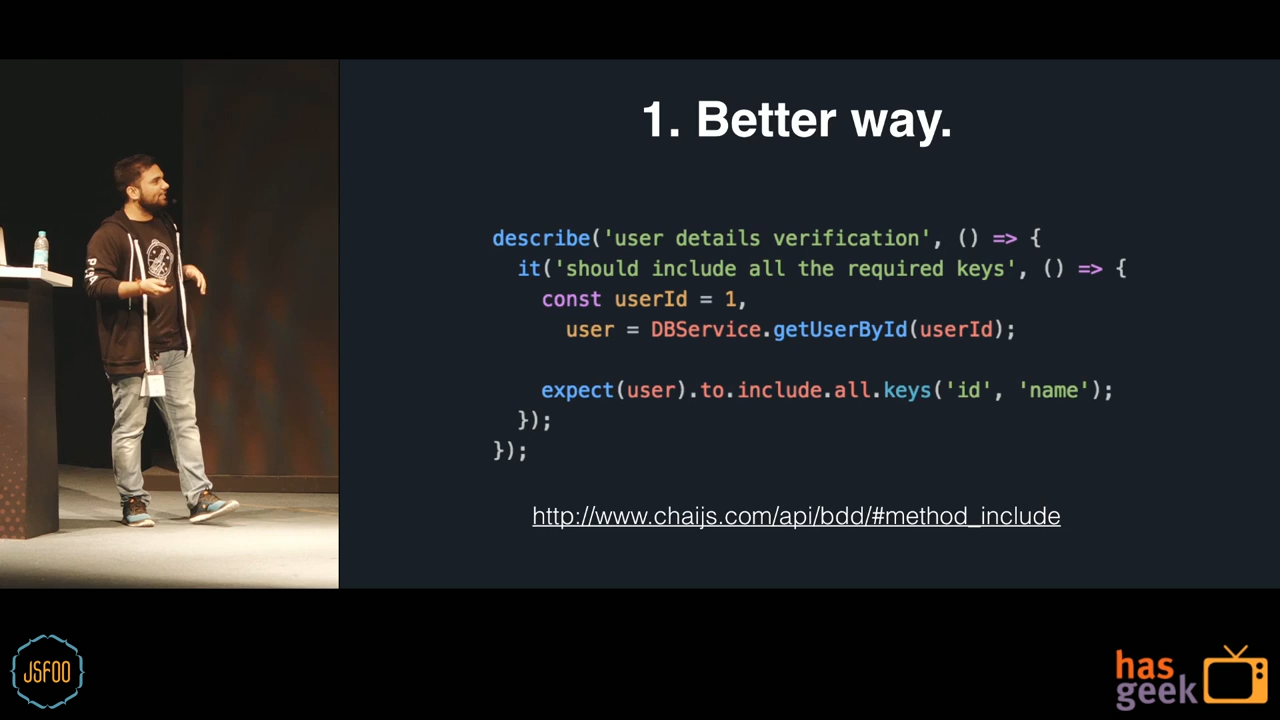 1. Better way.
describe('user details verification', () => {
it('should include all the required keys', () => {
const userId = 1,
user = DBService.getUserById(userId);
expect(user).to.include.all.keys('id', 'name');
});
});
http://www.chaijs.com/api/bdd/#method_include
JSFOO
has
geek